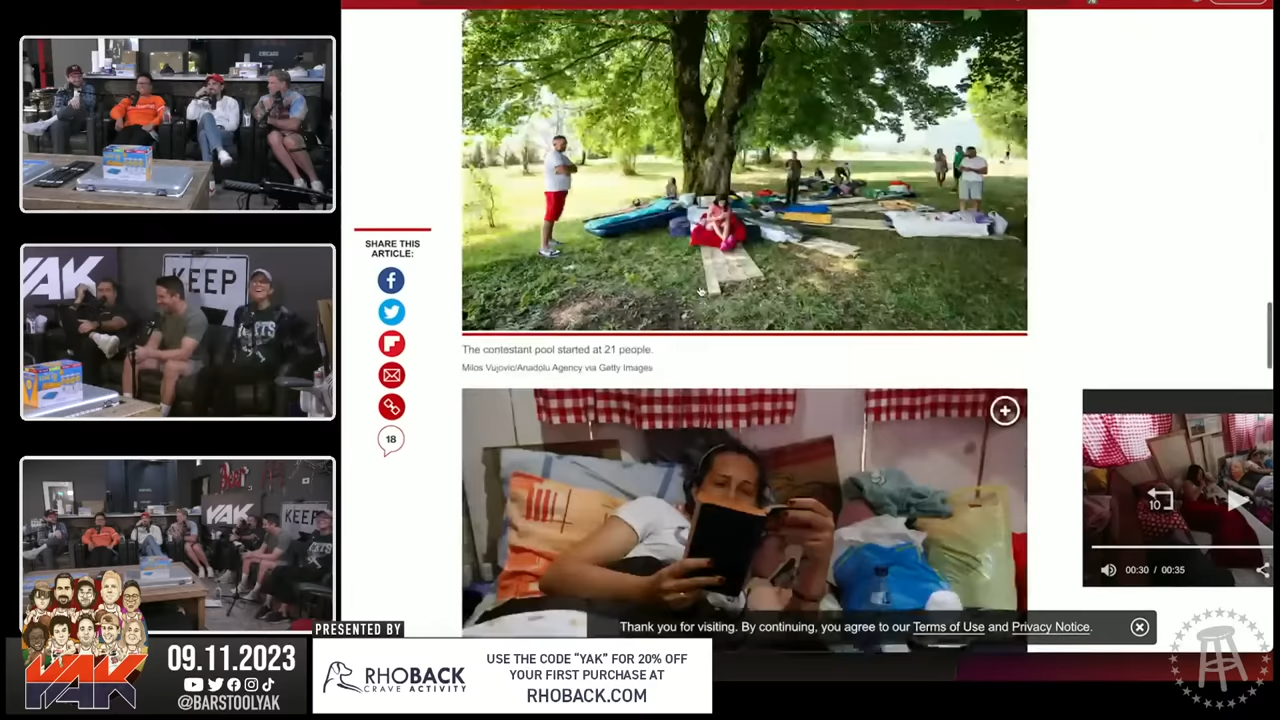 YAK
KEEP
YAK
KEEP
YAK
09.11.2023
@BARSTOOLYAK
PRESENTED BY
RHOBACK
CRAVE ACTIVITY
USE THE CODE “YAK” FOR 20% OFF
YOUR FIRST PURCHASE AT
RHOBACK.COM
SHARE THIS
ARTICLE:
18
The contestant pool started at 21 people.
Milos Vujovic/Anadolu Agency via Getty Images
10
00:30 / 00:35
Thank you for visiting. By continuing, you agree to our Terms of Use and Privacy Notice.